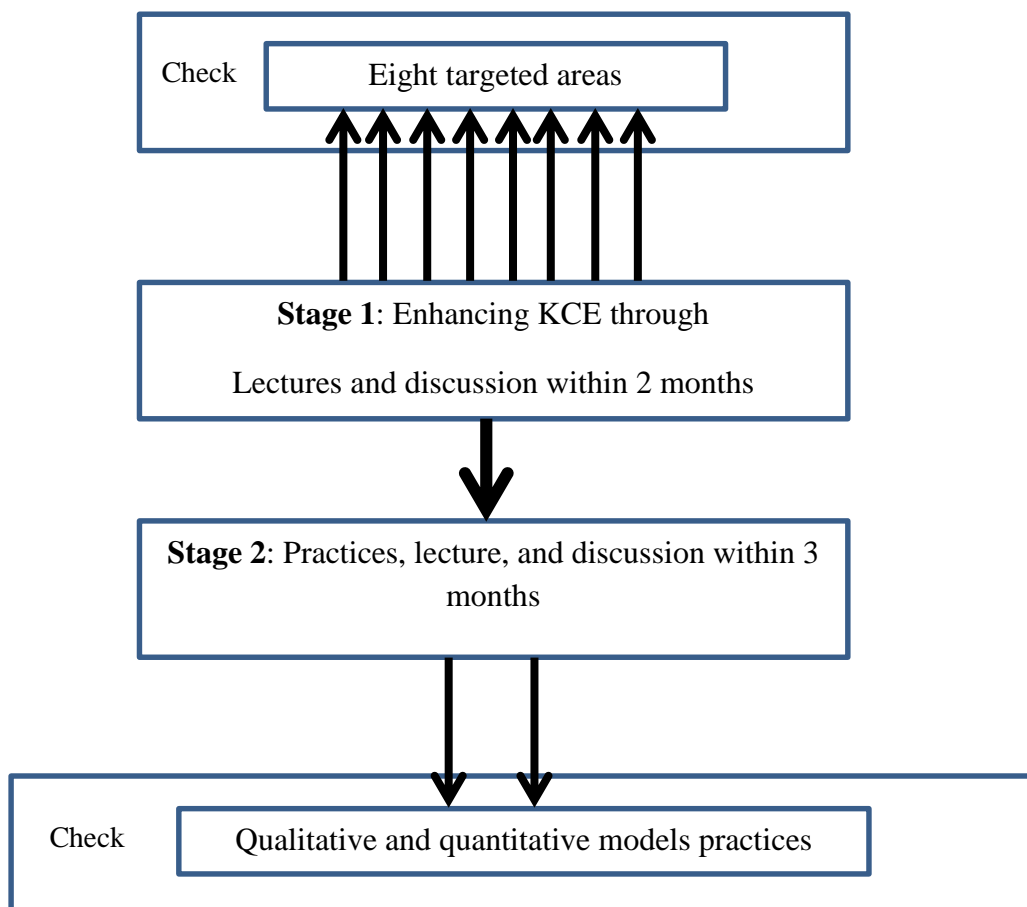 Check
Eight targeted areas
Stage 1: Enhancing KCE through
Lectures and discussion within 2 months
Stage 2: Practices, lecture, and discussion within 3
months
Check
Qualitative and quantitative models practices